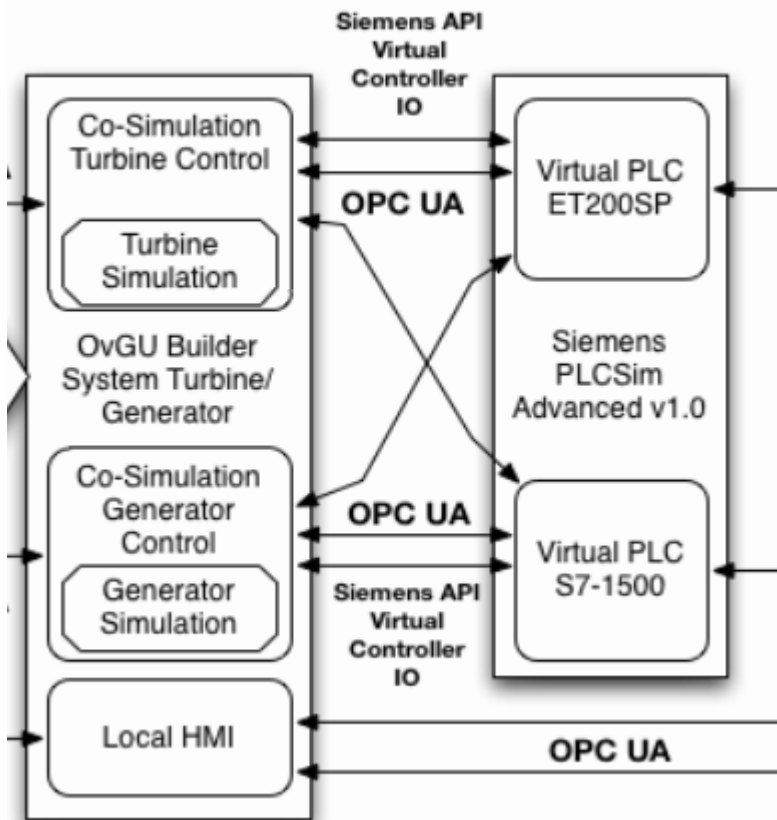 Siemens API
Virtual
Controller
IO
Co-Simulation
Turbine Control
Turbine
Simulation
OPC UA
Virtual PLC
ET200SP
OvGU Builder
System Turbine/
Generator
Siemens
PLCSim
Advanced v1.0
Co-Simulation
Generator
Control
Generator
Simulation
OPC UA
Siemens API
Virtual
Controller
IO
Virtual PLC
S7-1500
Local HMI
OPC UA